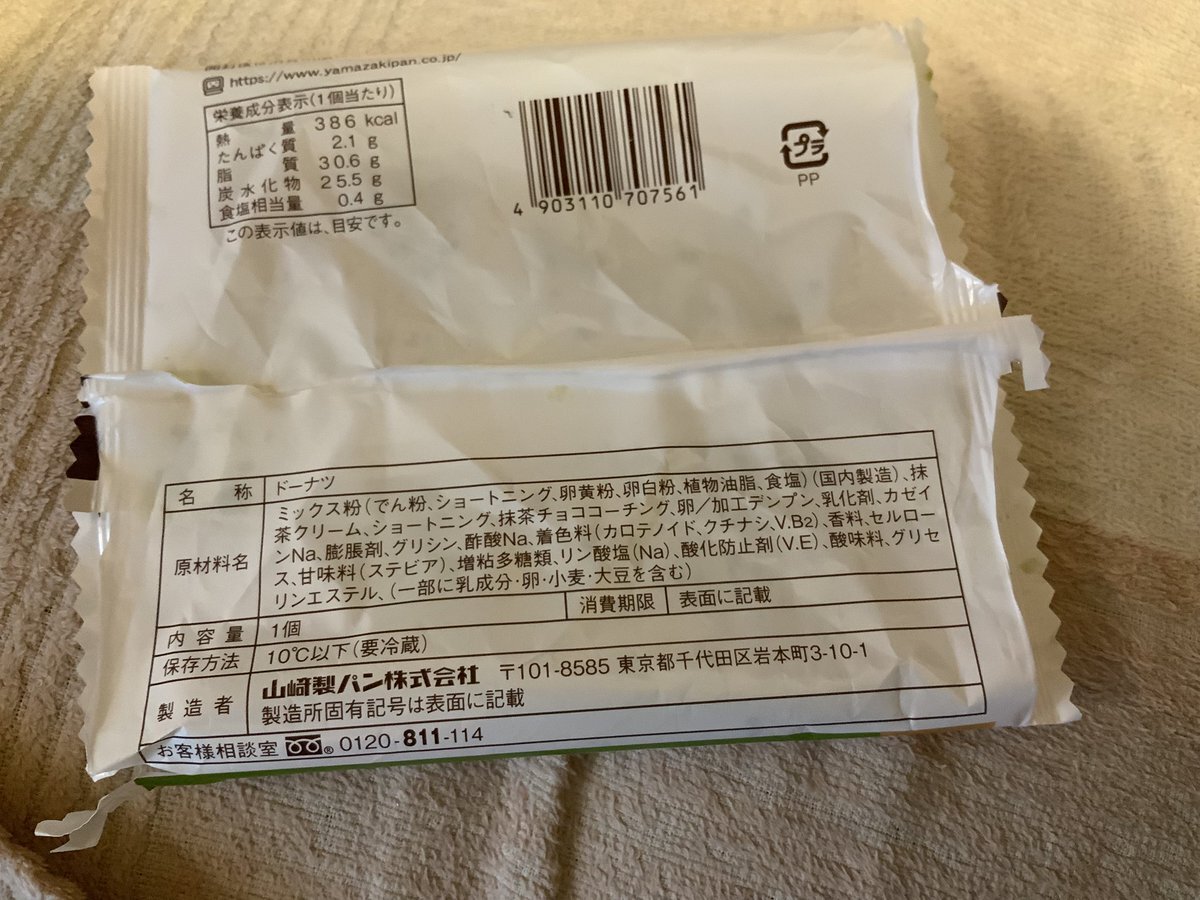 https://www.yamazakipan.co.jp/
栄養成分表示(1個当たり)
熱量 386 kcal
たんぱく質 2.1 g
脂質 30.6 g
炭水化物 25.5 g
食塩相当量 0.4 g
この表示値は、目安です。
4 903110 707561
プラ
PP
名称 ドーナツ
原材料名 ミックス粉(でん粉、ショートニング、卵黄粉、卵白粉、植物油脂、食塩)(国内製造)、抹
茶クリーム、ショートニング、抹茶チョココーチング、卵/加工デンプン、乳化剤、カゼイ
ンNa、膨脹剤、グリシン、酢酸Na、着色料(カロテノイド、クチナシ、V.B2)、香料、セルロー
ス、甘味料(ステビア)、増粘多糖類、リン酸塩(Na)、酸化防止剤(V.E)、酸味料、グリセ
リンエステル、(一部に乳成分・卵・小麦・大豆を含む)
内容量 1個 消費期限 表面に記載
保存方法 10℃以下(要冷蔵)
製造者 山崎製パン株式会社 〒101-8585 東京都千代田区岩本町3-10-1
製造所固有記号は表面に記載
お客様相談室 ® 0120-811-114